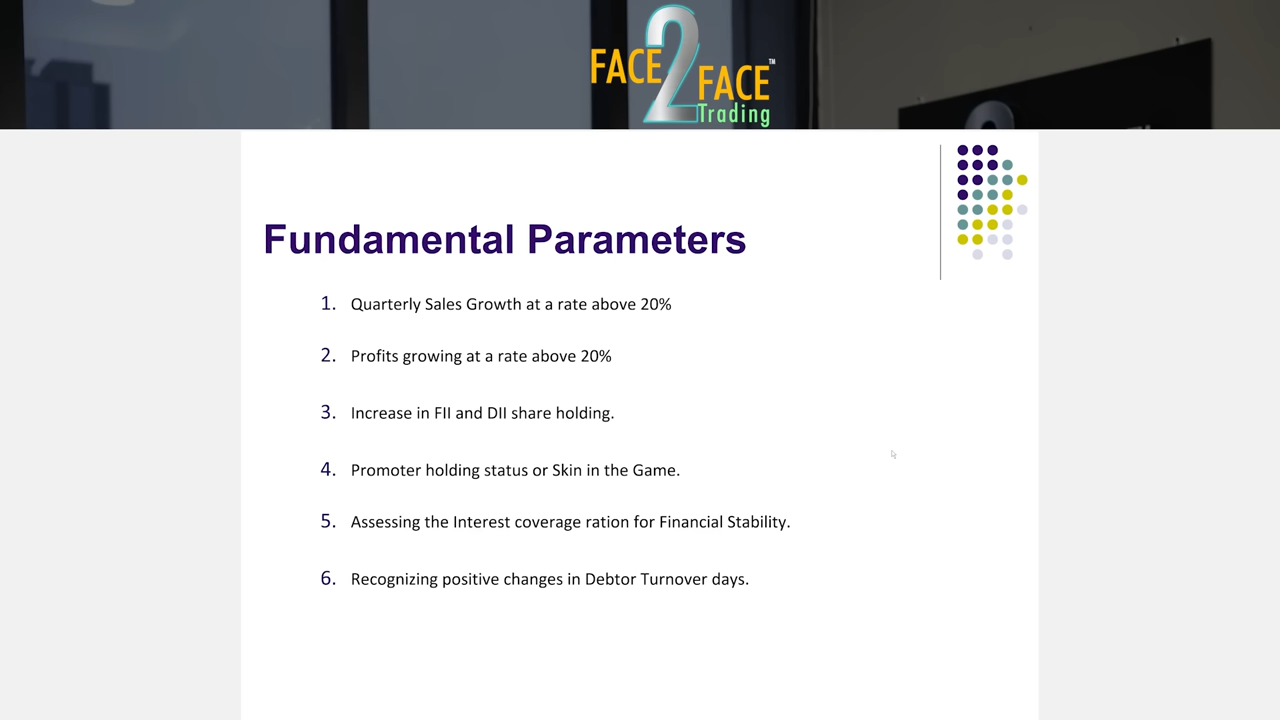 FACE 2 FACE™
Trading
Fundamental Parameters
1. Quarterly Sales Growth at a rate above 20%
2. Profits growing at a rate above 20%
3. Increase in FII and DII share holding.
4. Promoter holding status or Skin in the Game.
5. Assessing the Interest coverage ration for Financial Stability.
6. Recognizing positive changes in Debtor Turnover days.